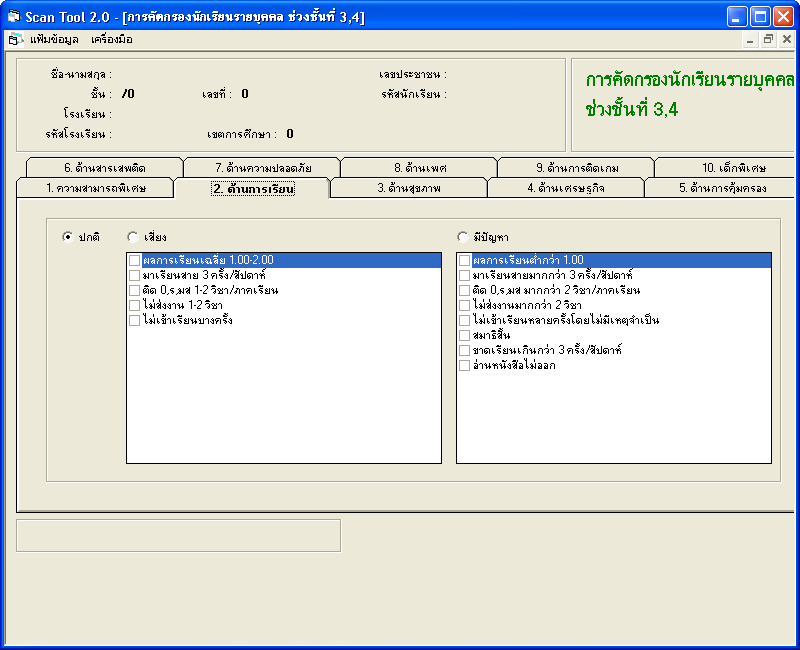 Scan Tool 2.0 - [การคัดกรองนักเรียนรายบุคคล ช่วงชั้นที่ 3,4]
แฟ้มข้อมูล เครื่องมือ
ชื่อ-นามสกุล : เลขประชาชน :
ชั้น : /0 เลขที่ : 0 รหัสนักเรียน :
โรงเรียน :
รหัสโรงเรียน : เขตการศึกษา : 0
การคัดกรองนักเรียนรายบุคคล
ช่วงชั้นที่ 3,4
6. ด้านสารเสพติด 7. ด้านความปลอดภัย 8. ด้านเพศ 9. ด้านการติดเกม 10. เด็กพิเศษ
1. ความสามารถพิเศษ 2. ด้านการเรียน 3. ด้านสุขภาพ 4. ด้านเศรษฐกิจ 5. ด้านการคุ้มครอง
ปกติ เสี่ยง มีปัญหา
ผลการเรียนเฉลี่ย 1.00-2.00
มาเรียนสาย 3 ครั้ง/สัปดาห์
ติด 0,ร,มส 1-2 วิชา/ภาคเรียน
ไม่ส่งงาน 1-2 วิชา
ไม่เข้าเรียนบางครั้ง
ผลการเรียนต่ำกว่า 1.00
มาเรียนสายมากกว่า 3 ครั้ง/สัปดาห์
ติด 0,ร,มส มากกว่า 2 วิชา/ภาคเรียน
ไม่ส่งงานมากกว่า 2 วิชา
ไม่เข้าเรียนหลายครั้งโดยไม่มีเหตุจำเป็น
สมาธิสั้น
ขาดเรียนเกินกว่า 3 ครั้ง/สัปดาห์
อ่านหนังสือไม่ออก